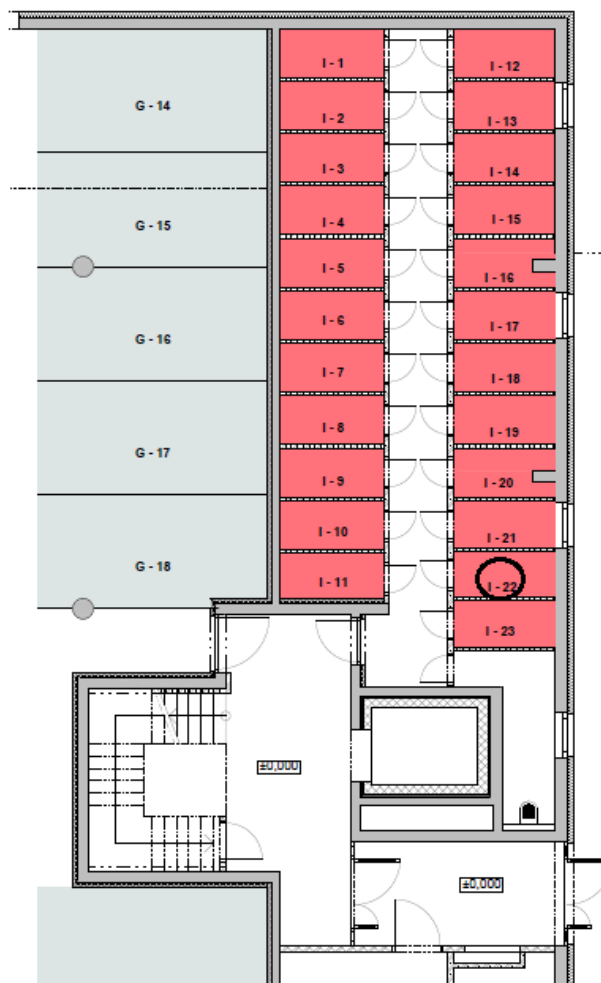 G - 14
G - 15
G - 16
G - 17
G - 18
I - 1
I - 2
I - 3
I - 4
I - 5
I - 6
I - 7
I - 8
I - 9
I - 10
I - 11
I - 12
I - 13
I - 14
I - 15
I - 16
I - 17
I - 18
I - 19
I - 20
I - 21
I - 22
I - 23
±0,000
±0,000